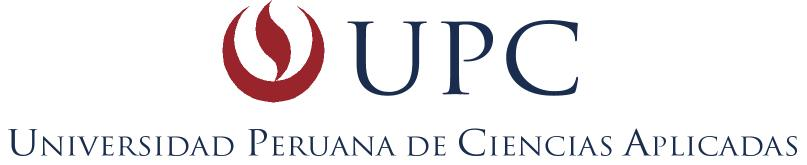 UPC
UNIVERSIDAD PERUANA DE CIENCIAS APLICADAS